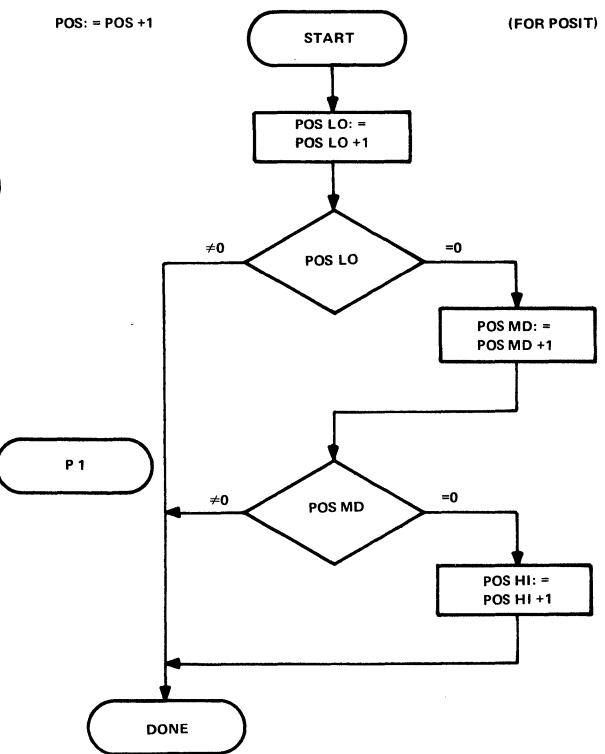 POS: = POS +1
(FOR POSIT)
START
POS LO: =
POS LO +1
≠0
POS LO
=0
POS MD: =
POS MD +1
P 1
≠0
POS MD
=0
POS HI: =
POS HI +1
DONE